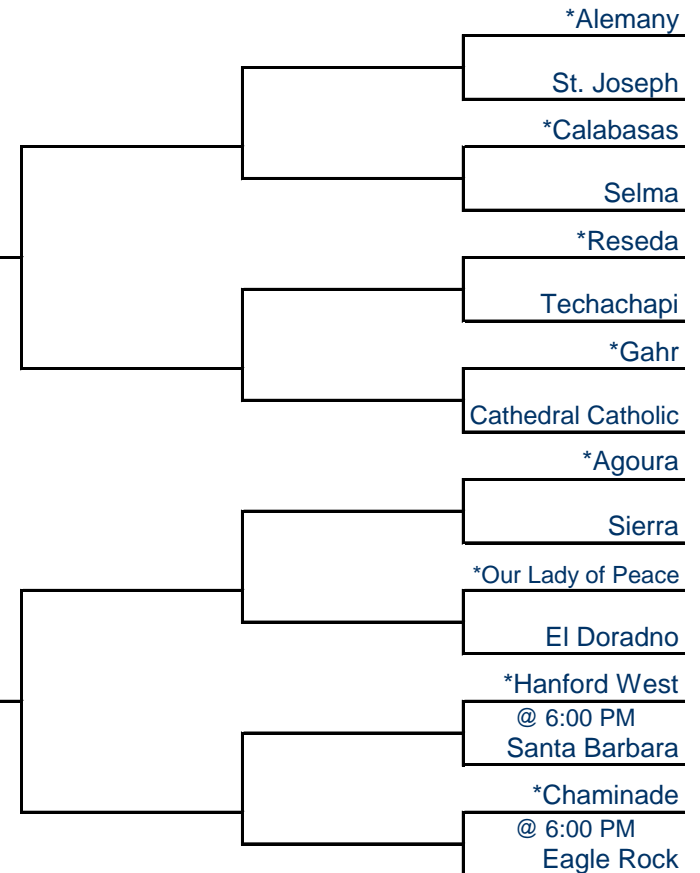 *Alemany
St. Joseph
*Calabasas
Selma
*Reseda
Techachapi
*Gahr
Cathedral Catholic
*Agoura
Sierra
*Our Lady of Peace
El Doradno
*Hanford West
@ 6:00 PM
Santa Barbara
*Chaminade
@ 6:00 PM
Eagle Rock